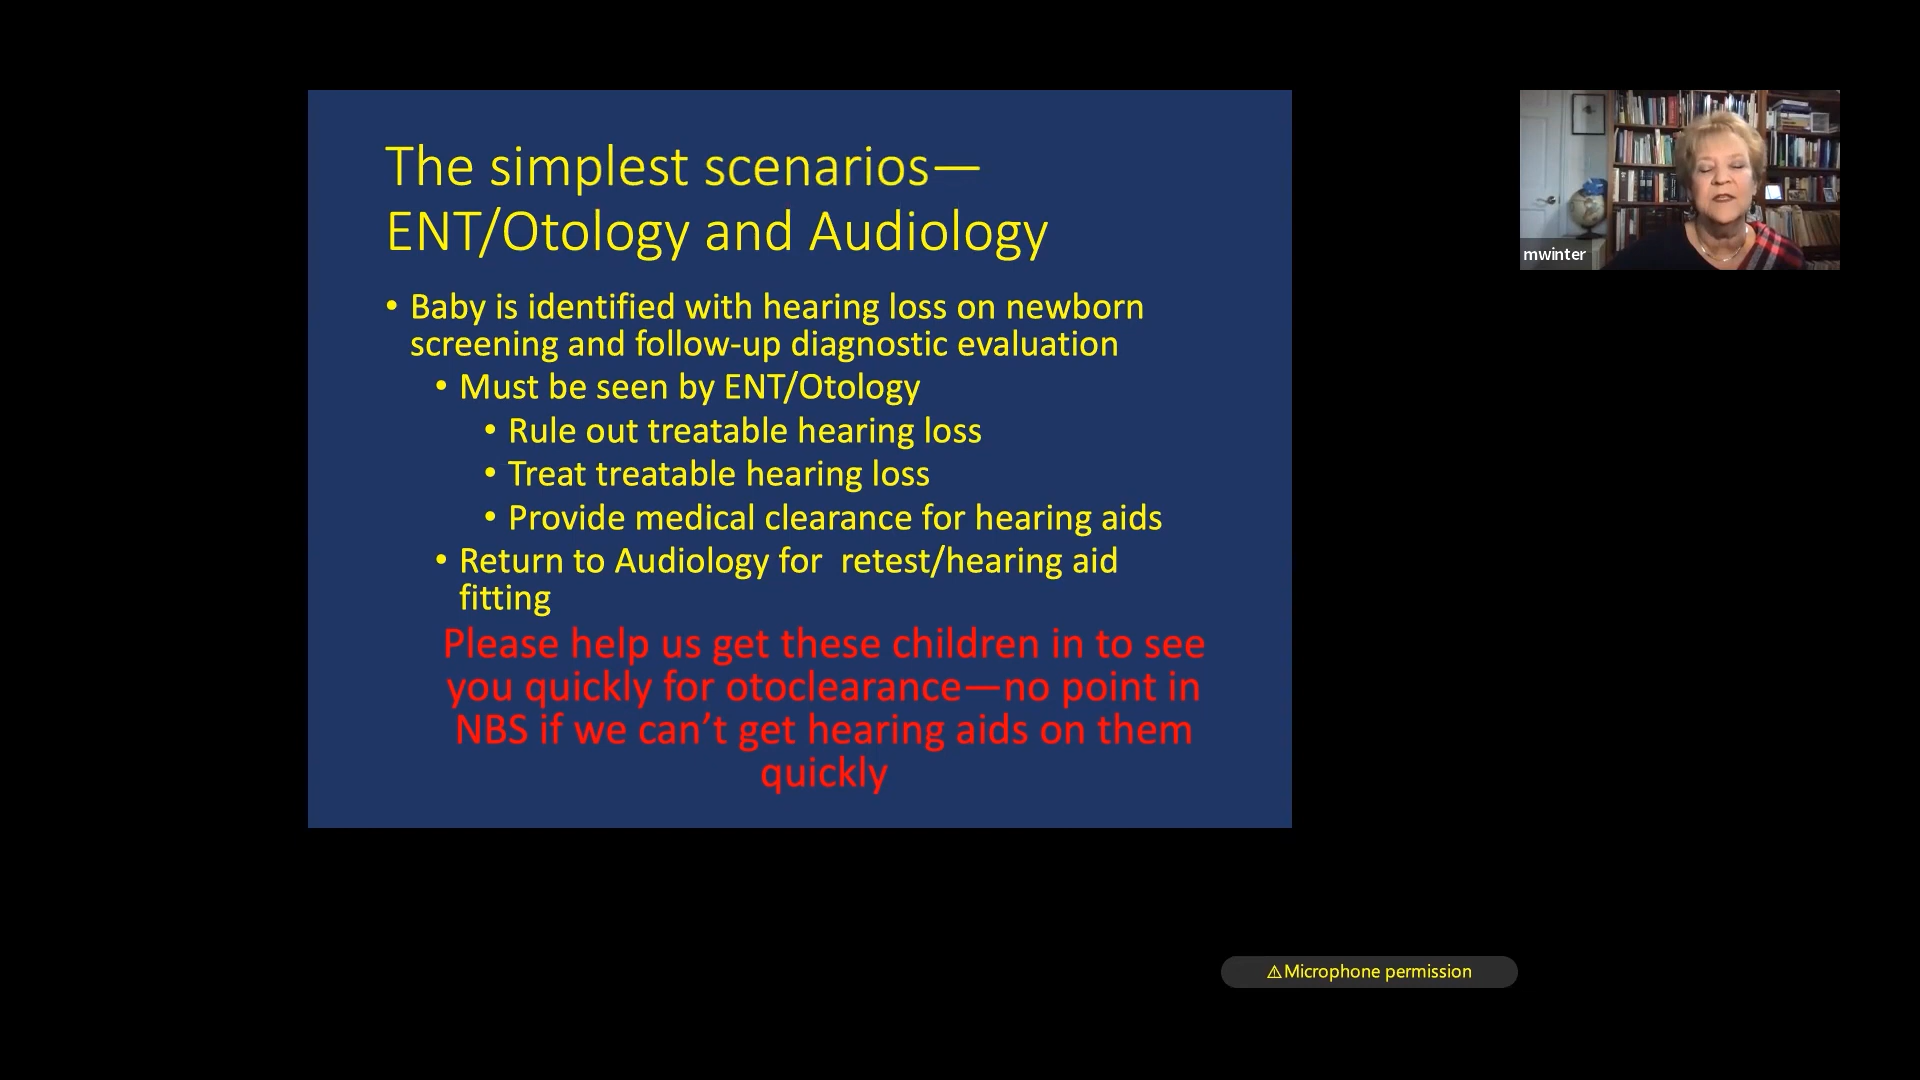 The simplest scenarios—
ENT/Otology and Audiology
• Baby is identified with hearing loss on newborn
screening and follow-up diagnostic evaluation
• Must be seen by ENT/Otology
• Rule out treatable hearing loss
• Treat treatable hearing loss
• Provide medical clearance for hearing aids
• Return to Audiology for  retest/hearing aid
fitting
Please help us get these children in to see
you quickly for otoclearance—no point in
NBS if we can’t get hearing aids on them
quickly
mwinter
⚠Microphone permission